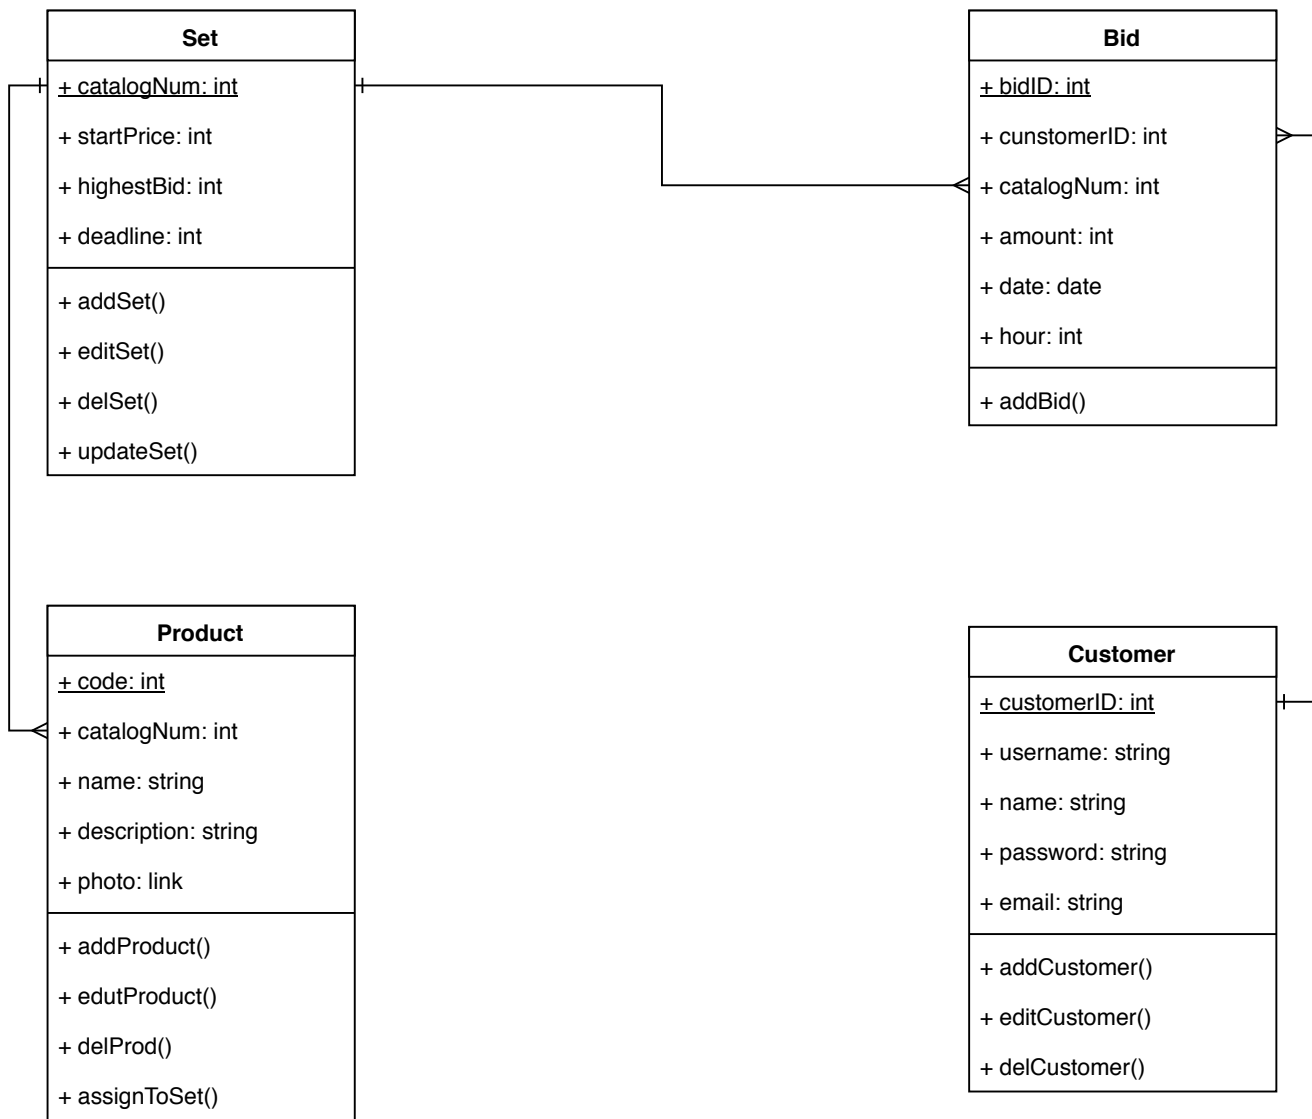 Set
+ catalogNum: int
+ startPrice: int
+ highestBid: int
+ deadline: int
+ addSet()
+ editSet()
+ delSet()
+ updateSet()
Bid
+ bidID: int
+ cunstomerID: int
+ catalogNum: int
+ amount: int
+ date: date
+ hour: int
+ addBid()
Product
+ code: int
+ catalogNum: int
+ name: string
+ description: string
+ photo: link
+ addProduct()
+ edutProduct()
+ delProd()
+ assignToSet()
Customer
+ customerID: int
+ username: string
+ name: string
+ password: string
+ email: string
+ addCustomer()
+ editCustomer()
+ delCustomer()